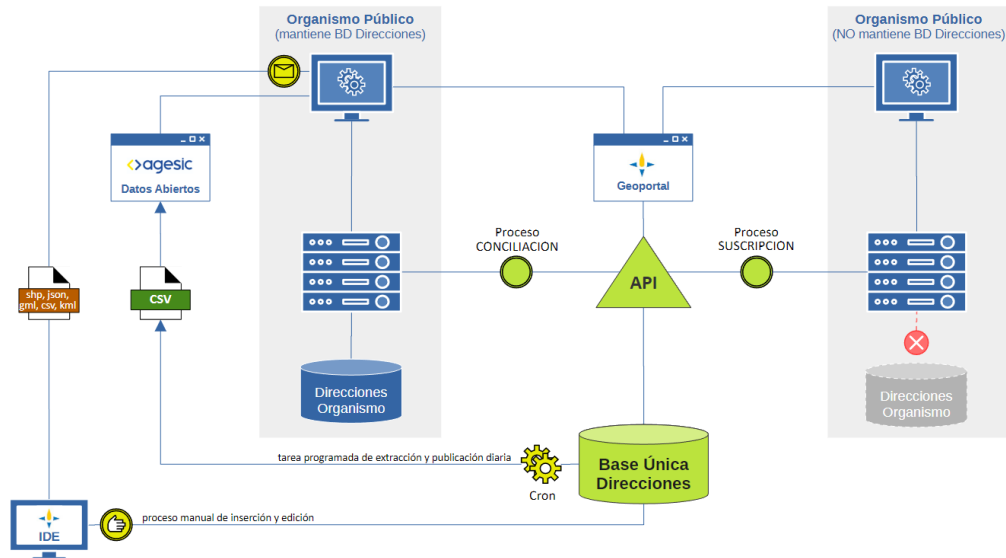 Organismo Público
(mantiene BD Direcciones)
Organismo Público
(NO mantiene BD Direcciones)
agesic
Datos Abiertos
Geoportal
Proceso
CONCILIACION
Proceso
SUSCRIPCION
API
shp, json,
gml, csv, kml
CSV
Direcciones
Organismo
Direcciones
Organismo
tarea programada de extracción y publicación diaria
Cron
Base Única
Direcciones
IDE
proceso manual de inserción y edición